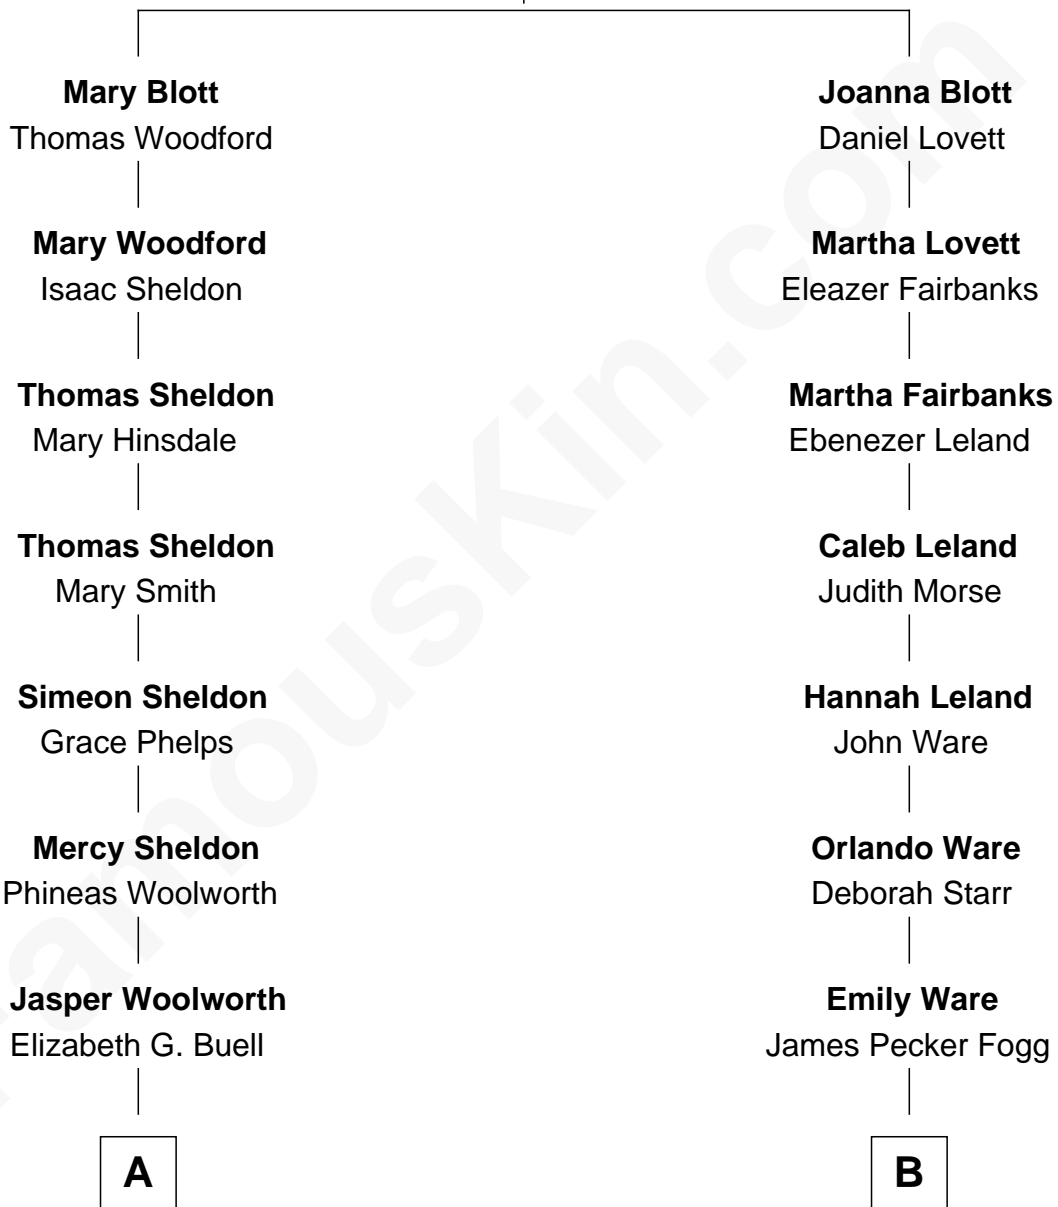 Mary Blott
Thomas Woodford
Mary Woodford
Isaac Sheldon
Thomas Sheldon
Mary Hinsdale
Thomas Sheldon
Mary Smith
Simeon Sheldon
Grace Phelps
Mercy Sheldon
Phineas Woolworth
Jasper Woolworth
Elizabeth G. Buell
A
Joanna Blott
Daniel Lovett
Martha Lovett
Eleazer Fairbanks
Martha Fairbanks
Ebenezer Leland
Caleb Leland
Judith Morse
Hannah Leland
John Ware
Orlando Ware
Deborah Starr
Emily Ware
James Pecker Fogg
B
FamousKin.com